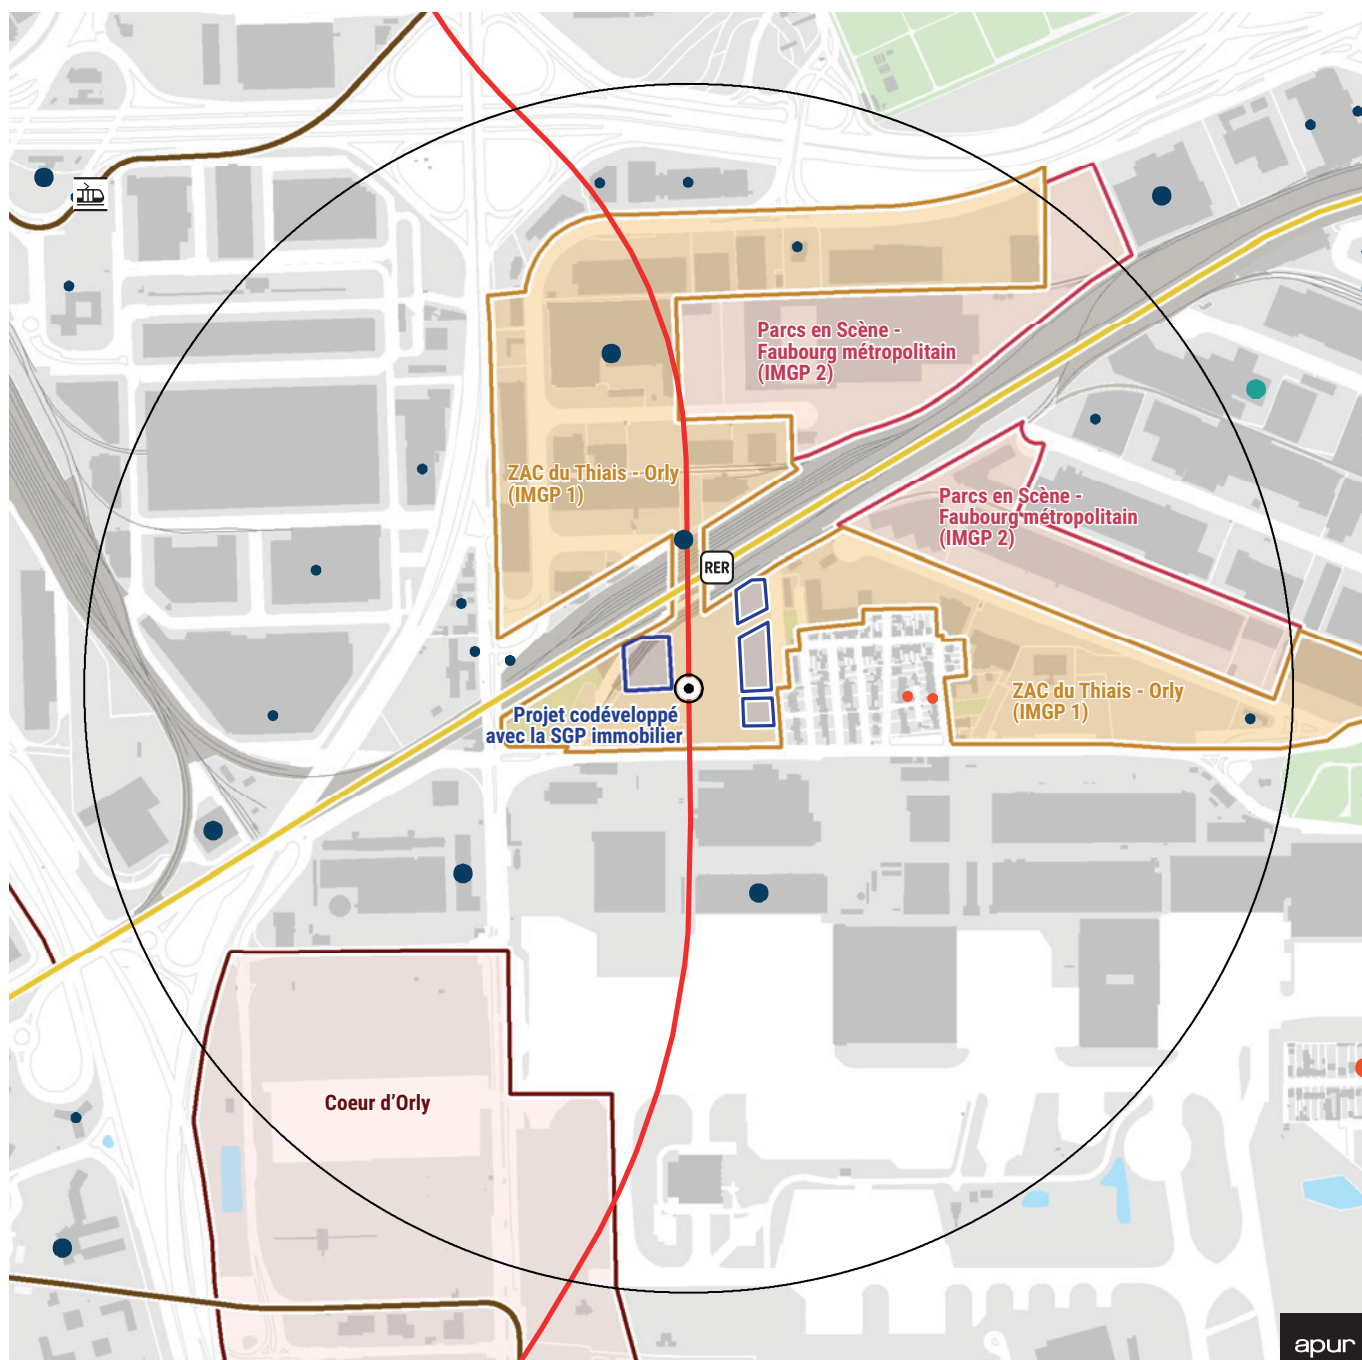 Parcs en Scène -
Faubourg métropolitain
(IMGP 2)
ZAC du Thiais - Orly
(IMGP 1)
Parcs en Scène -
Faubourg métropolitain
(IMGP 2)
RER
ZAC du Thiais - Orly
(IMGP 1)
Projet codéveloppé
avec la SGP immobilier
Coeur d'Orly
apur